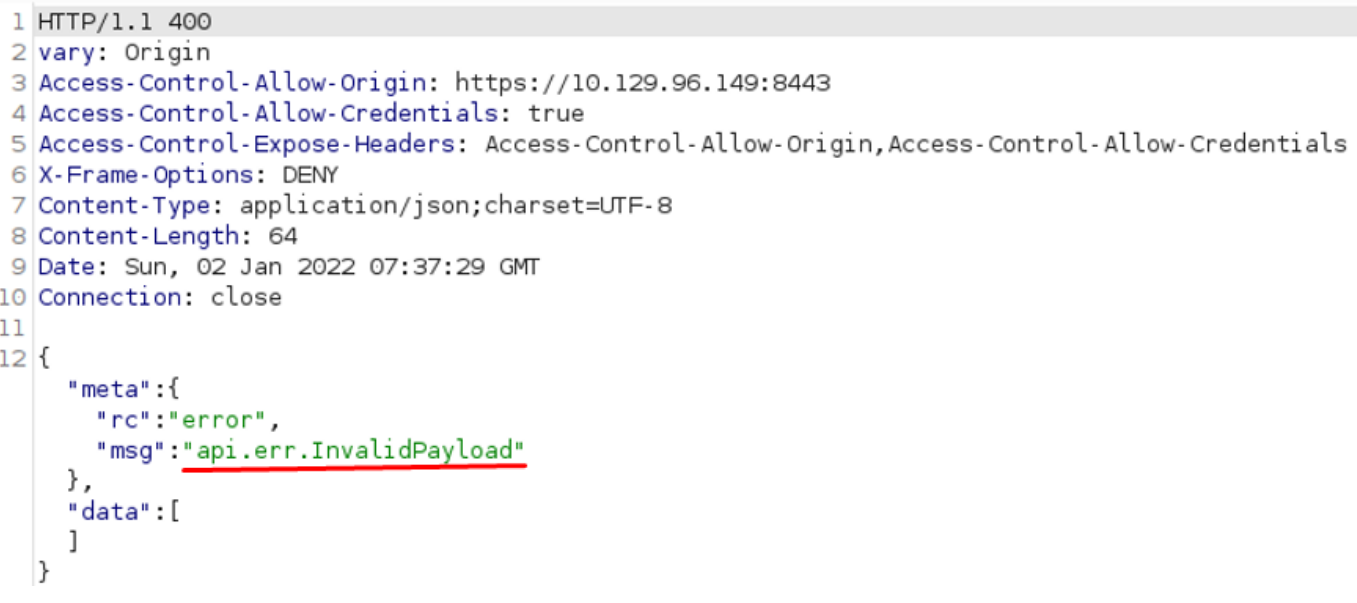 1 HTTP/1.1 400
2 vary: Origin
3 Access-Control-Allow-Origin: https://10.129.96.149:8443
4 Access-Control-Allow-Credentials: true
5 Access-Control-Expose-Headers: Access-Control-Allow-Origin,Access-Control-Allow-Credentials
6 X-Frame-Options: DENY
7 Content-Type: application/json;charset=UTF-8
8 Content-Length: 64
9 Date: Sun, 02 Jan 2022 07:37:29 GMT
10 Connection: close
11
12 {
"meta":{
"rc":"error",
"msg":"api.err.InvalidPayload"
},
"data":[
]
}